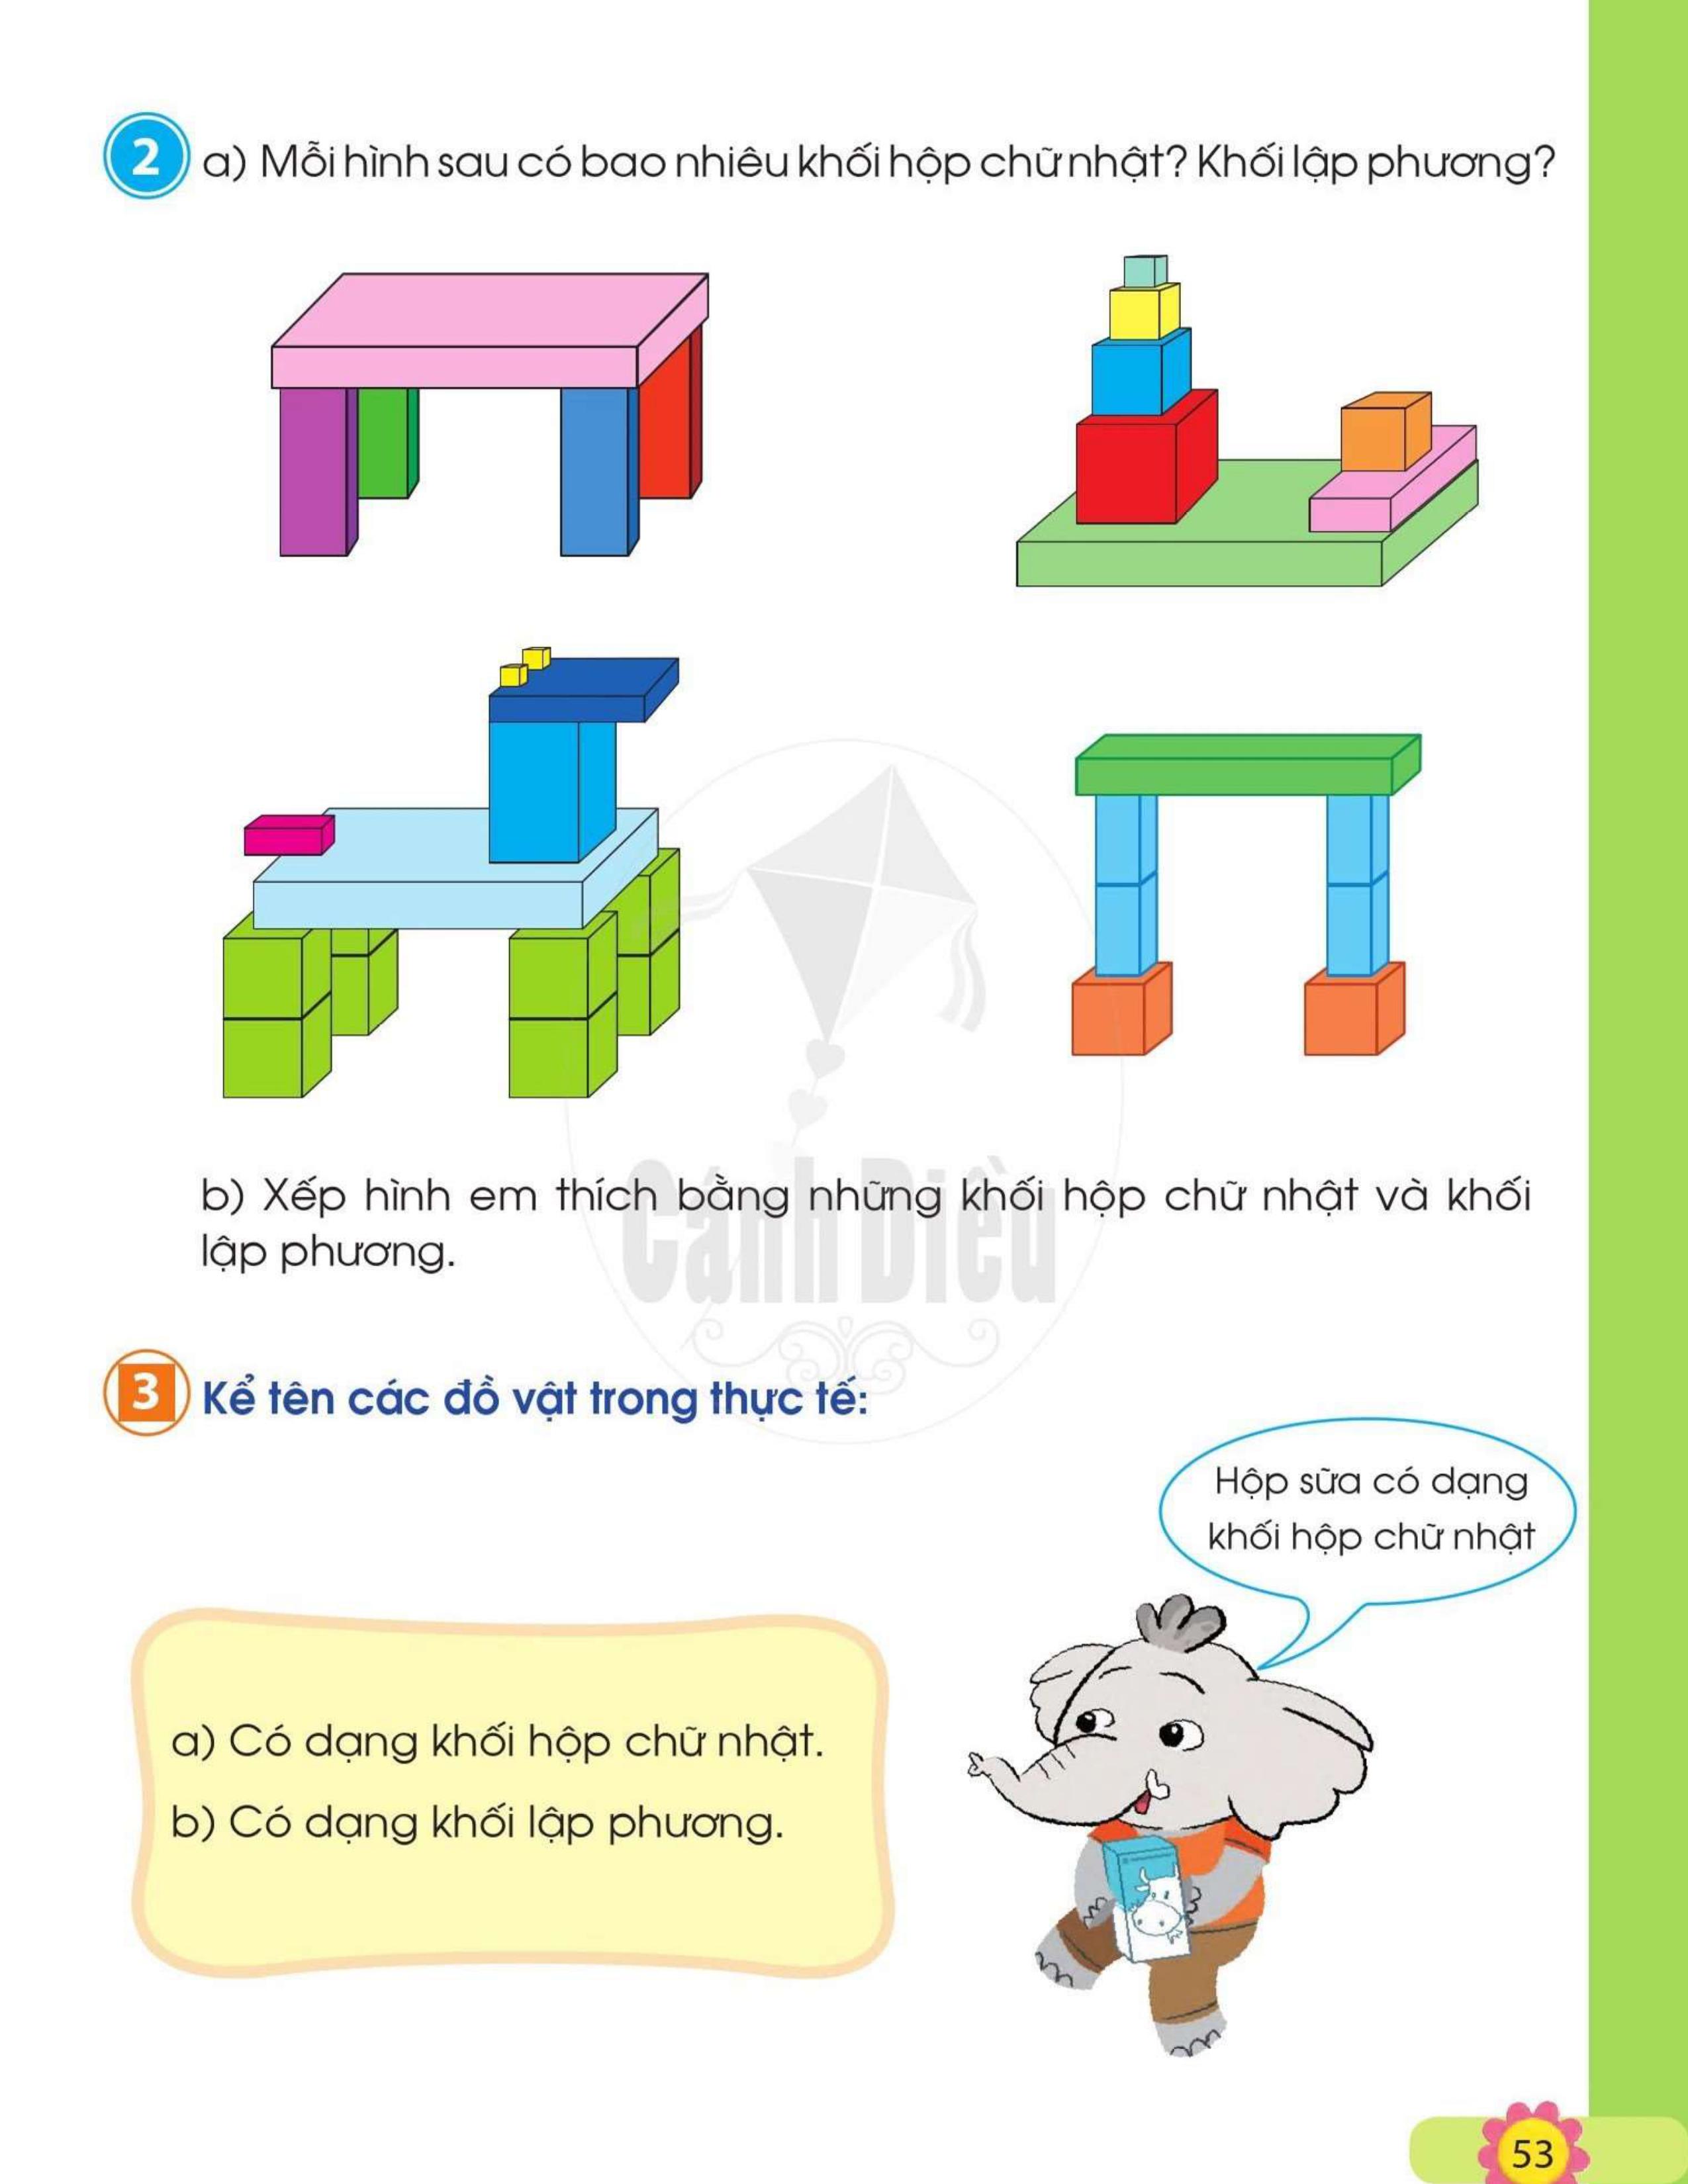 2 a) Mỗi hình sau có bao nhiêu khối hộp chữ nhật? Khối lập phương?
b) Xếp hình em thích bằng những khối hộp chữ nhật và khối
lập phương.
Cánh Diều
3 Kể tên các đồ vật trong thực tế:
Hộp sữa có dạng
khối hộp chữ nhật
a) Có dạng khối hộp chữ nhật.
b) Có dạng khối lập phương.
53